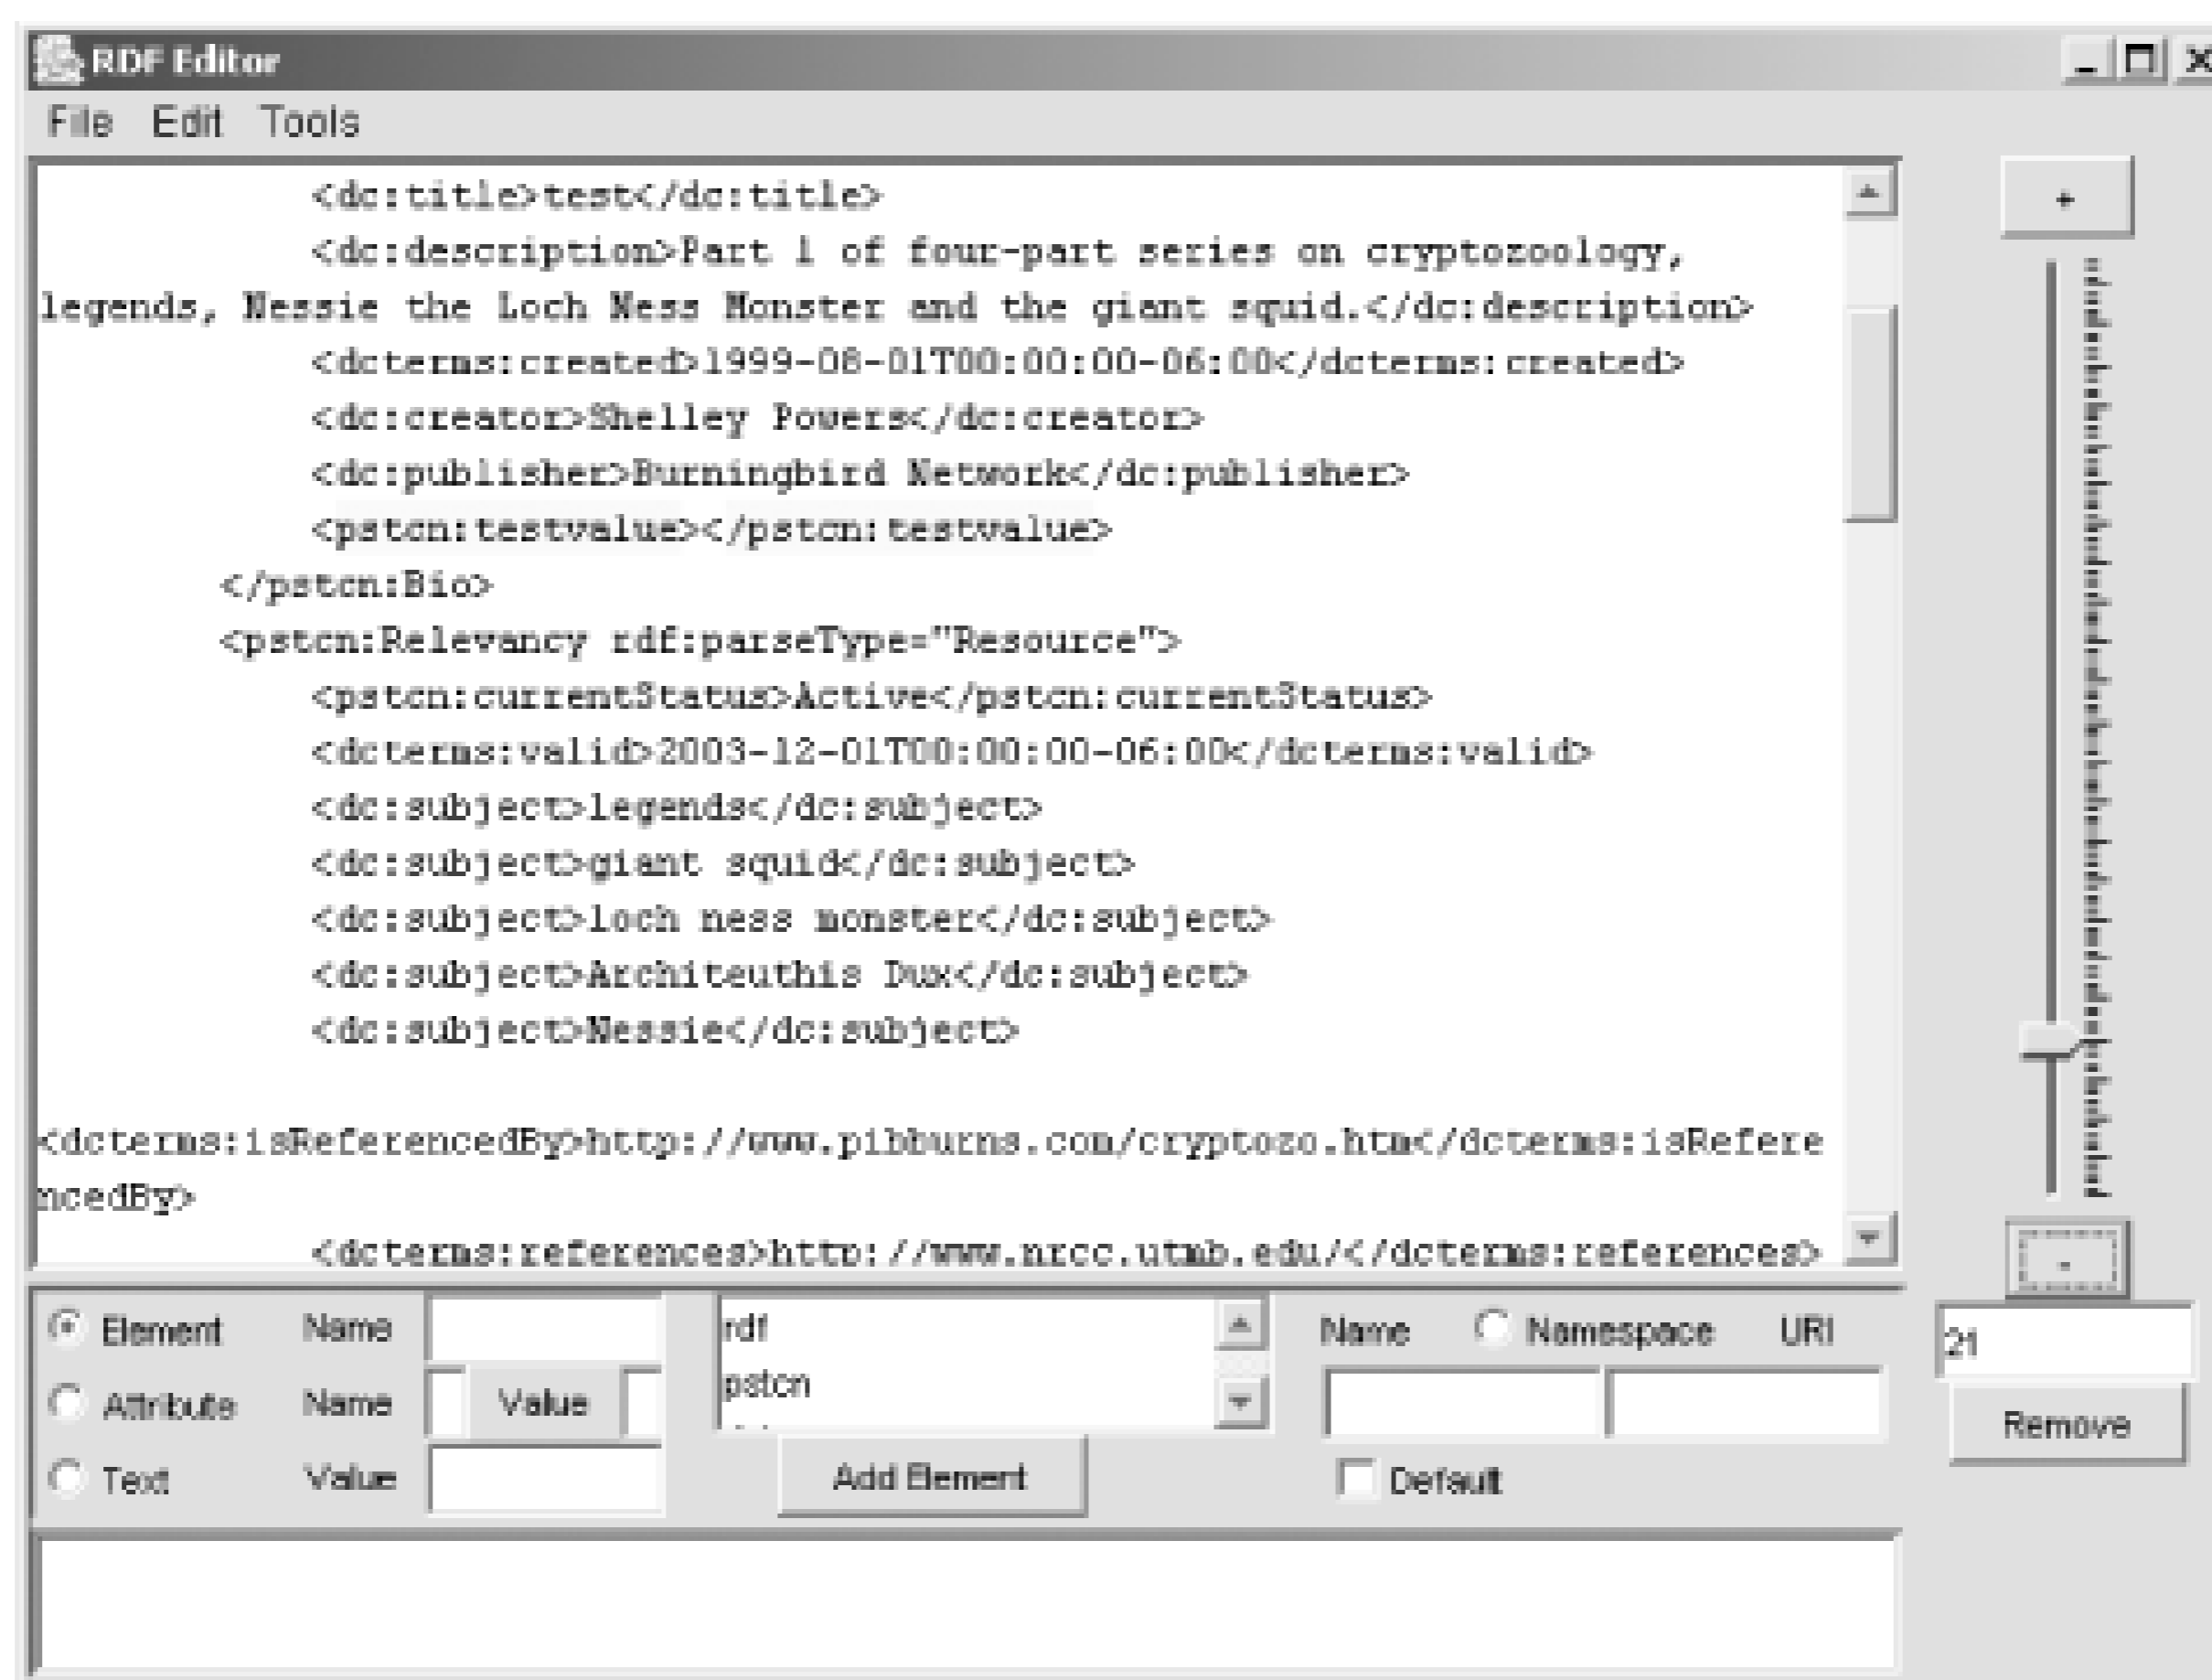 RDF Editor
File Edit Tools
<dc:title>test</dc:title>
<dc:description>Part 1 of four-part series on cryptozoology,
legends, Nessie the Loch Ness Monster and the giant squid.</dc:description>
<dcterms:created>1999-08-01T00:00:00-06:00</dcterms:created>
<dc:creator>Shelley Powers</dc:creator>
<dc:publisher>Burningbird Network</dc:publisher>
<pstcn:testvalue></pstcn:testvalue>
</pstcn:Bio>
<pstcn:Relevancy rdf:parseType="Resource">
<pstcn:currentStatus>Active</pstcn:currentStatus>
<dcterms:valid>2003-12-01T00:00:00-06:00</dcterms:valid>
<dc:subject>legends</dc:subject>
<dc:subject>giant squid</dc:subject>
<dc:subject>loch ness monster</dc:subject>
<dc:subject>Architeuthis Dux</dc:subject>
<dc:subject>Nessie</dc:subject>
<dcterms:isReferencedBy>http://www.pibburns.com/cryptozo.htm</dcterms:isRefere
ncedBy>
<dcterms:references>http://www.nrcc.utmb.edu/</dcterms:references>
+
-
21
Remove
Element Name
rdf
Name Namespace URI
Attribute Name Value
pstcn
Text Value
Add Element
Default